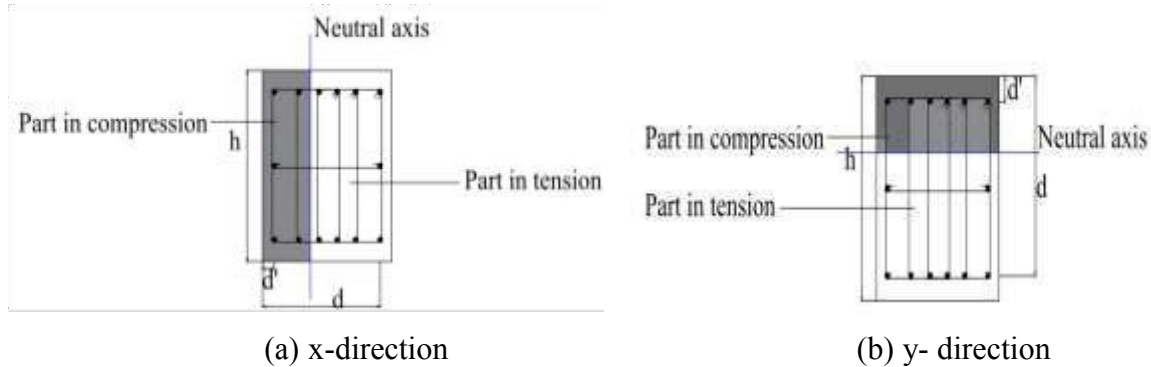 Neutral axis
Part in compression
h
Part in tension
d'
d
(a) x-direction
d'
Part in compression
Neutral axis
h
d
Part in tension
(b) y- direction